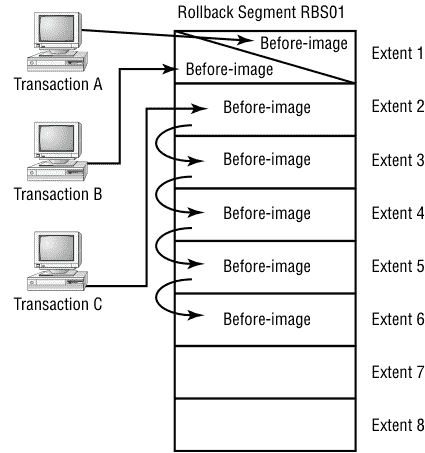 Rollback Segment RBS01
Before-image
Extent 1
Before-image
Transaction A
Before-image
Extent 2
Before-image
Extent 3
Transaction B
Before-image
Extent 4
Before-image
Extent 5
Transaction C
Before-image
Extent 6
Extent 7
Extent 8